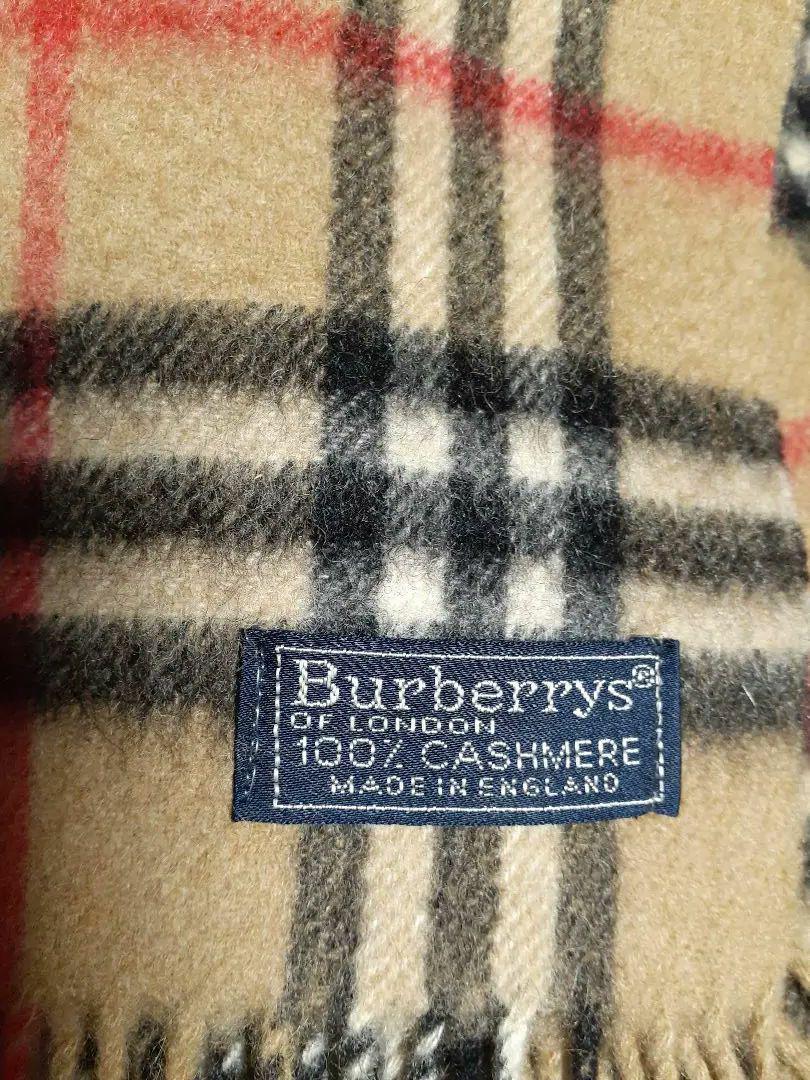 Burberrys®
OF LONDON
100% CASHMERE
MADE IN ENGLAND